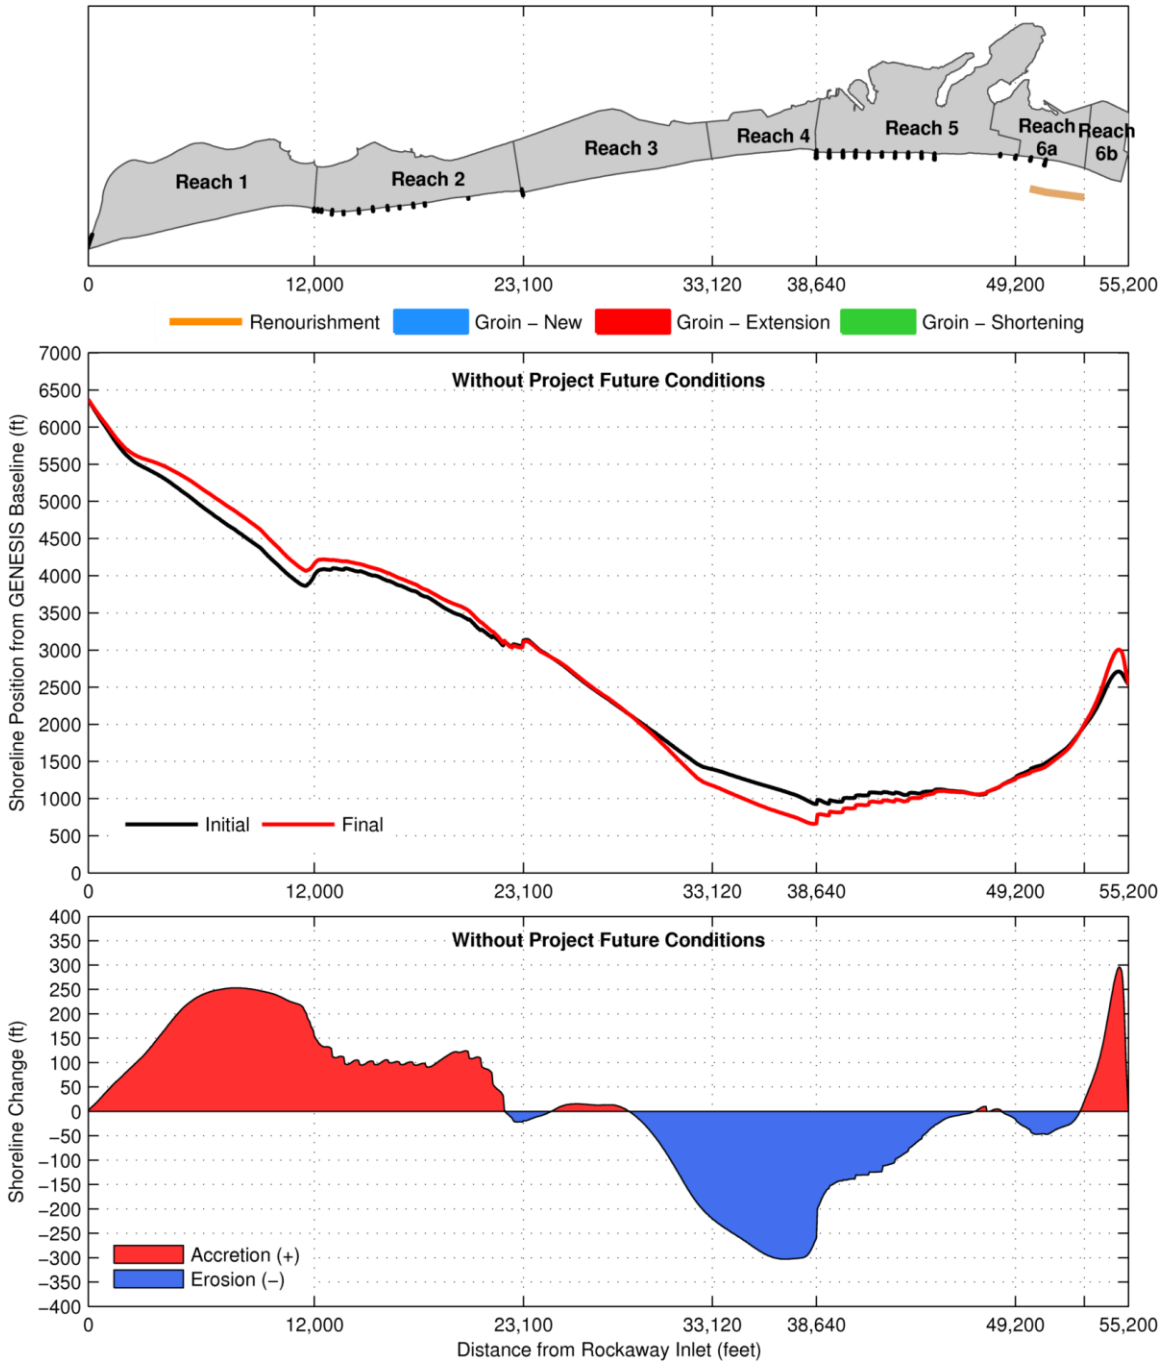 Reach 1
Reach 2
Reach 3
Reach 4
Reach 5
Reach
6a
Reach
6b
0 12,000 23,100 33,120 38,640 49,200 55,200
Renourishment Groin − New Groin − Extension Groin − Shortening
Without Project Future Conditions
Shoreline Position from GENESIS Baseline (ft)
7000
6500
6000
5500
5000
4500
4000
3500
3000
2500
2000
1500
1000
500
0
Initial Final
0 12,000 23,100 33,120 38,640 49,200 55,200
Without Project Future Conditions
Shoreline Change (ft)
400
350
300
250
200
150
100
50
0
−50
−100
−150
−200
−250
−300
−350
−400
Accretion (+)
Erosion (−)
0 12,000 23,100 33,120 38,640 49,200 55,200
Distance from Rockaway Inlet (feet)